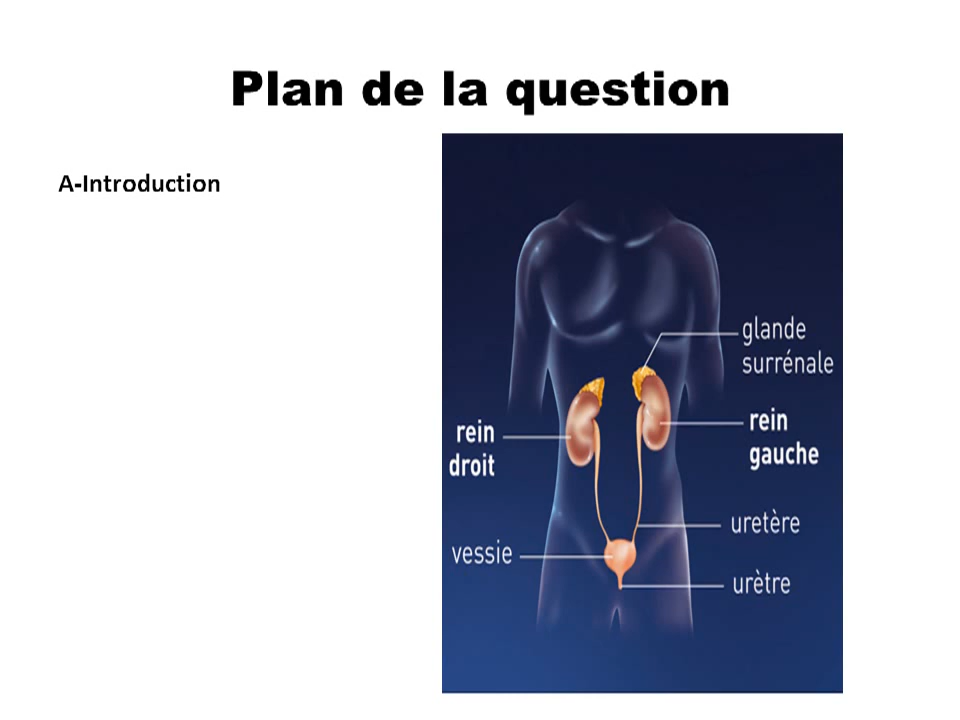 Plan de la question
A-Introduction
glande
surrénale
rein
droit
rein
gauche
uretère
vessie
urètre